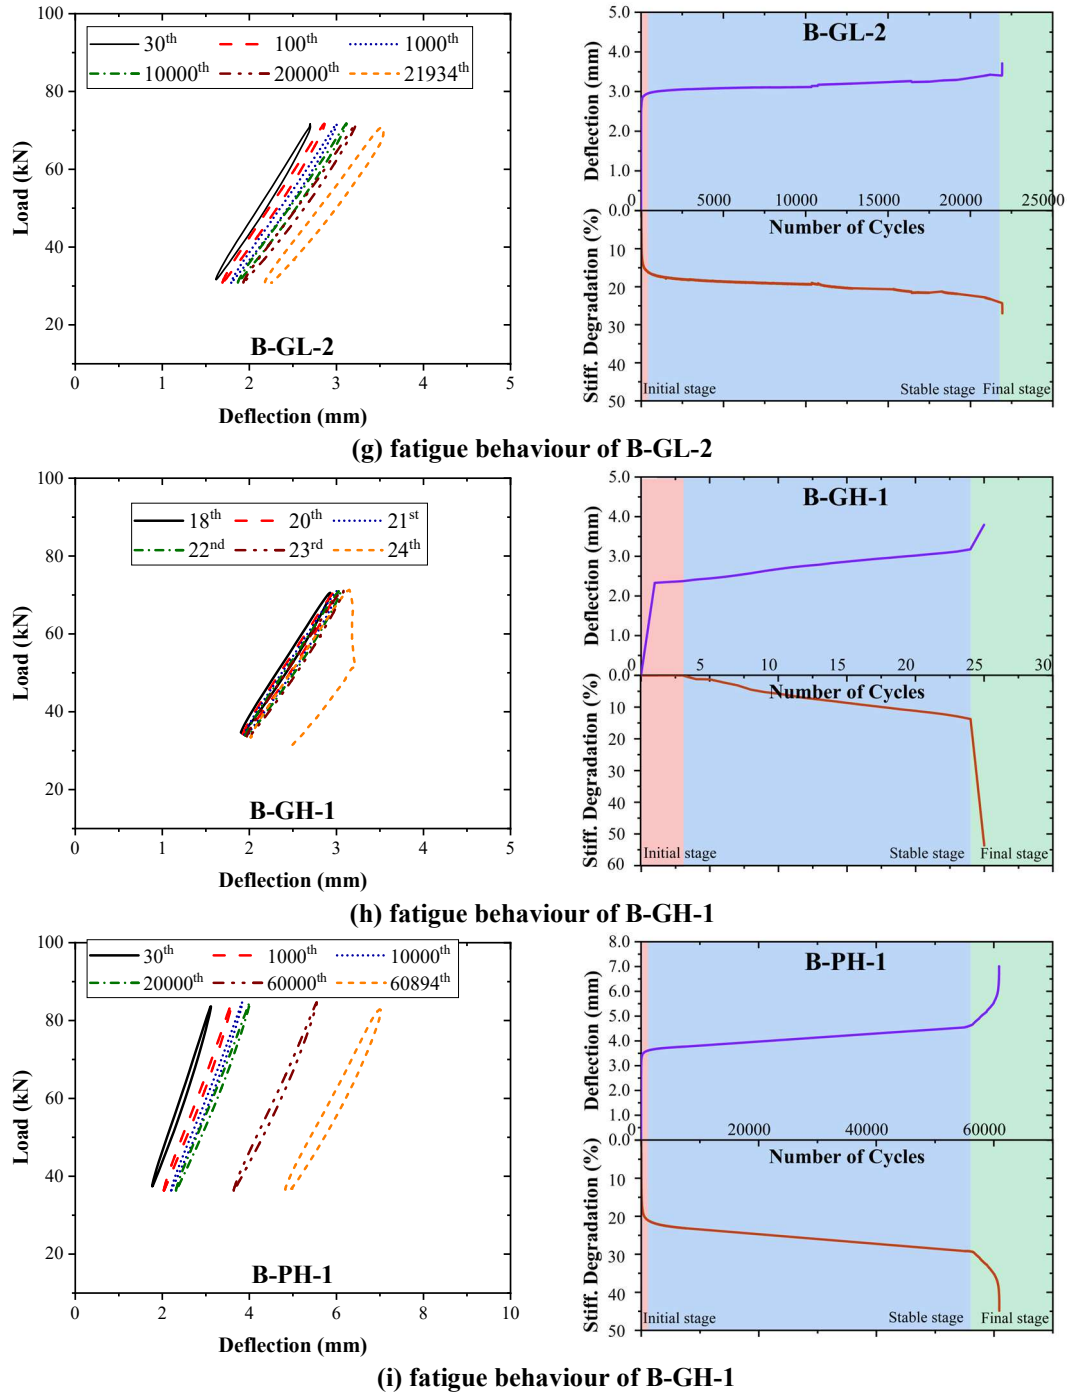 30th 100th 1000th
10000th 20000th 21934th
100
80
60
40
20
0 1 2 3 4 5
Load (kN)
B-GL-2
Deflection (mm)
B-GL-2
5.0
4.0
3.0
2.0
1.0
0.0
Deflection (mm)
0 5000 10000 15000 20000 25000
Number of Cycles
10
20
30
40
50
Stiff. Degradation (%)
Initial stage Stable stage Final stage
(g) fatigue behaviour of B-GL-2
18th 20th 21st
22nd 23rd 24th
100
80
60
40
20
0 1 2 3 4 5
Load (kN)
B-GH-1
Deflection (mm)
B-GH-1
5.0
4.0
3.0
2.0
1.0
0.0
Deflection (mm)
0 5 10 15 20 25 30
Number of Cycles
10
20
30
40
50
60
Stiff. Degradation (%)
Initial stage Stable stage Final stage
(h) fatigue behaviour of B-GH-1
30th 1000th 10000th
20000th 60000th 60894th
100
80
60
40
20
0 2 4 6 8 10
Load (kN)
B-PH-1
Deflection (mm)
B-PH-1
8.0
7.0
6.0
5.0
4.0
3.0
2.0
1.0
0.0
Deflection (mm)
0 20000 40000 60000
Number of Cycles
10
20
30
40
50
Stiff. Degradation (%)
Initial stage Stable stage Final stage
(i) fatigue behaviour of B-GH-1